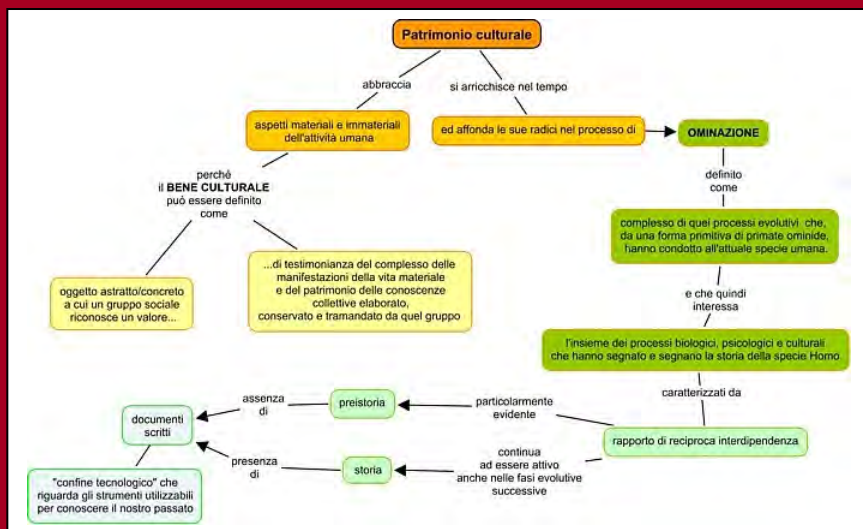 Patrimonio culturale
abbraccia
si arricchisce nel tempo
aspetti materiali e immateriali
dell'attività umana
ed affonda le sue radici nel processo di
OMINAZIONE
perché
il BENE CULTURALE
può essere definito
come
definito
come
complesso di quei processi evolutivi che,
da una forma primitiva di primate ominide,
hanno condotto all'attuale specie umana.
oggetto astratto/concreto
a cui un gruppo sociale
riconosce un valore...
...di testimonianza del complesso delle
manifestazioni della vita materiale
e del patrimonio delle conoscenze
collettive elaborato,
conservato e tramandato da quel gruppo
e che quindi
interessa
l'insieme dei processi biologici, psicologici e culturali
che hanno segnato e segnano la storia della specie Homo
caratterizzati da
rapporto di reciproca interdipendenza
particolarmente
evidente
preistoria
assenza
di
documenti
scritti
continua
ad essere attivo
anche nelle fasi evolutive
successive
storia
presenza
di
"confine tecnologico" che
riguarda gli strumenti utilizzabili
per conoscere il nostro passato